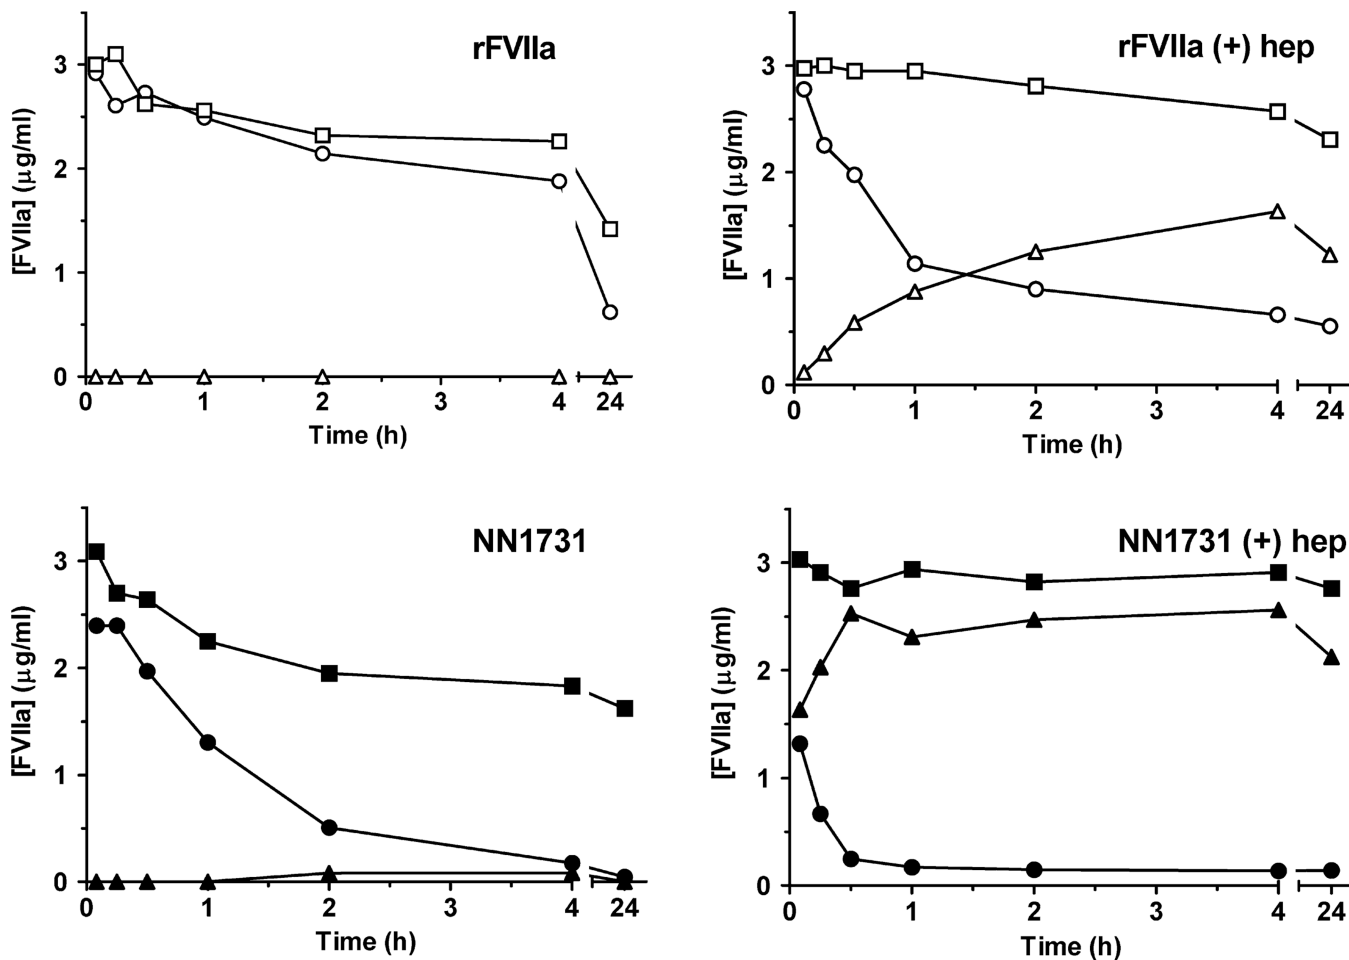 rFVIIa
[FVIIa] (μg/ml)
3
2
1
0
0 1 2 3 4 24
Time (h)
rFVIIa (+) hep
[FVIIa] (μg/ml)
3
2
1
0
0 1 2 3 4 24
Time (h)
NN1731
[FVIIa] (μg/ml)
3
2
1
0
0 1 2 3 4 24
Time (h)
NN1731 (+) hep
[FVIIa] (μg/ml)
3
2
1
0
0 1 2 3 4 24
Time (h)